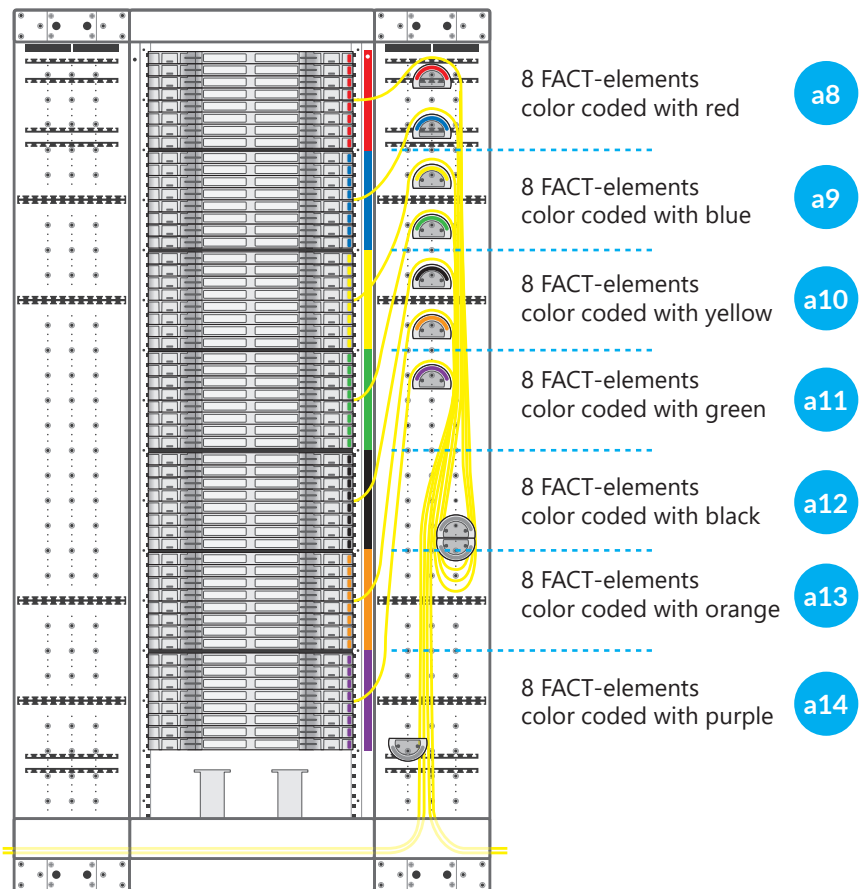 8 FACT-elements
color coded with red
a8
8 FACT-elements
color coded with blue
a9
8 FACT-elements
color coded with yellow
a10
8 FACT-elements
color coded with green
a11
8 FACT-elements
color coded with black
a12
8 FACT-elements
color coded with orange
a13
8 FACT-elements
color coded with purple
a14